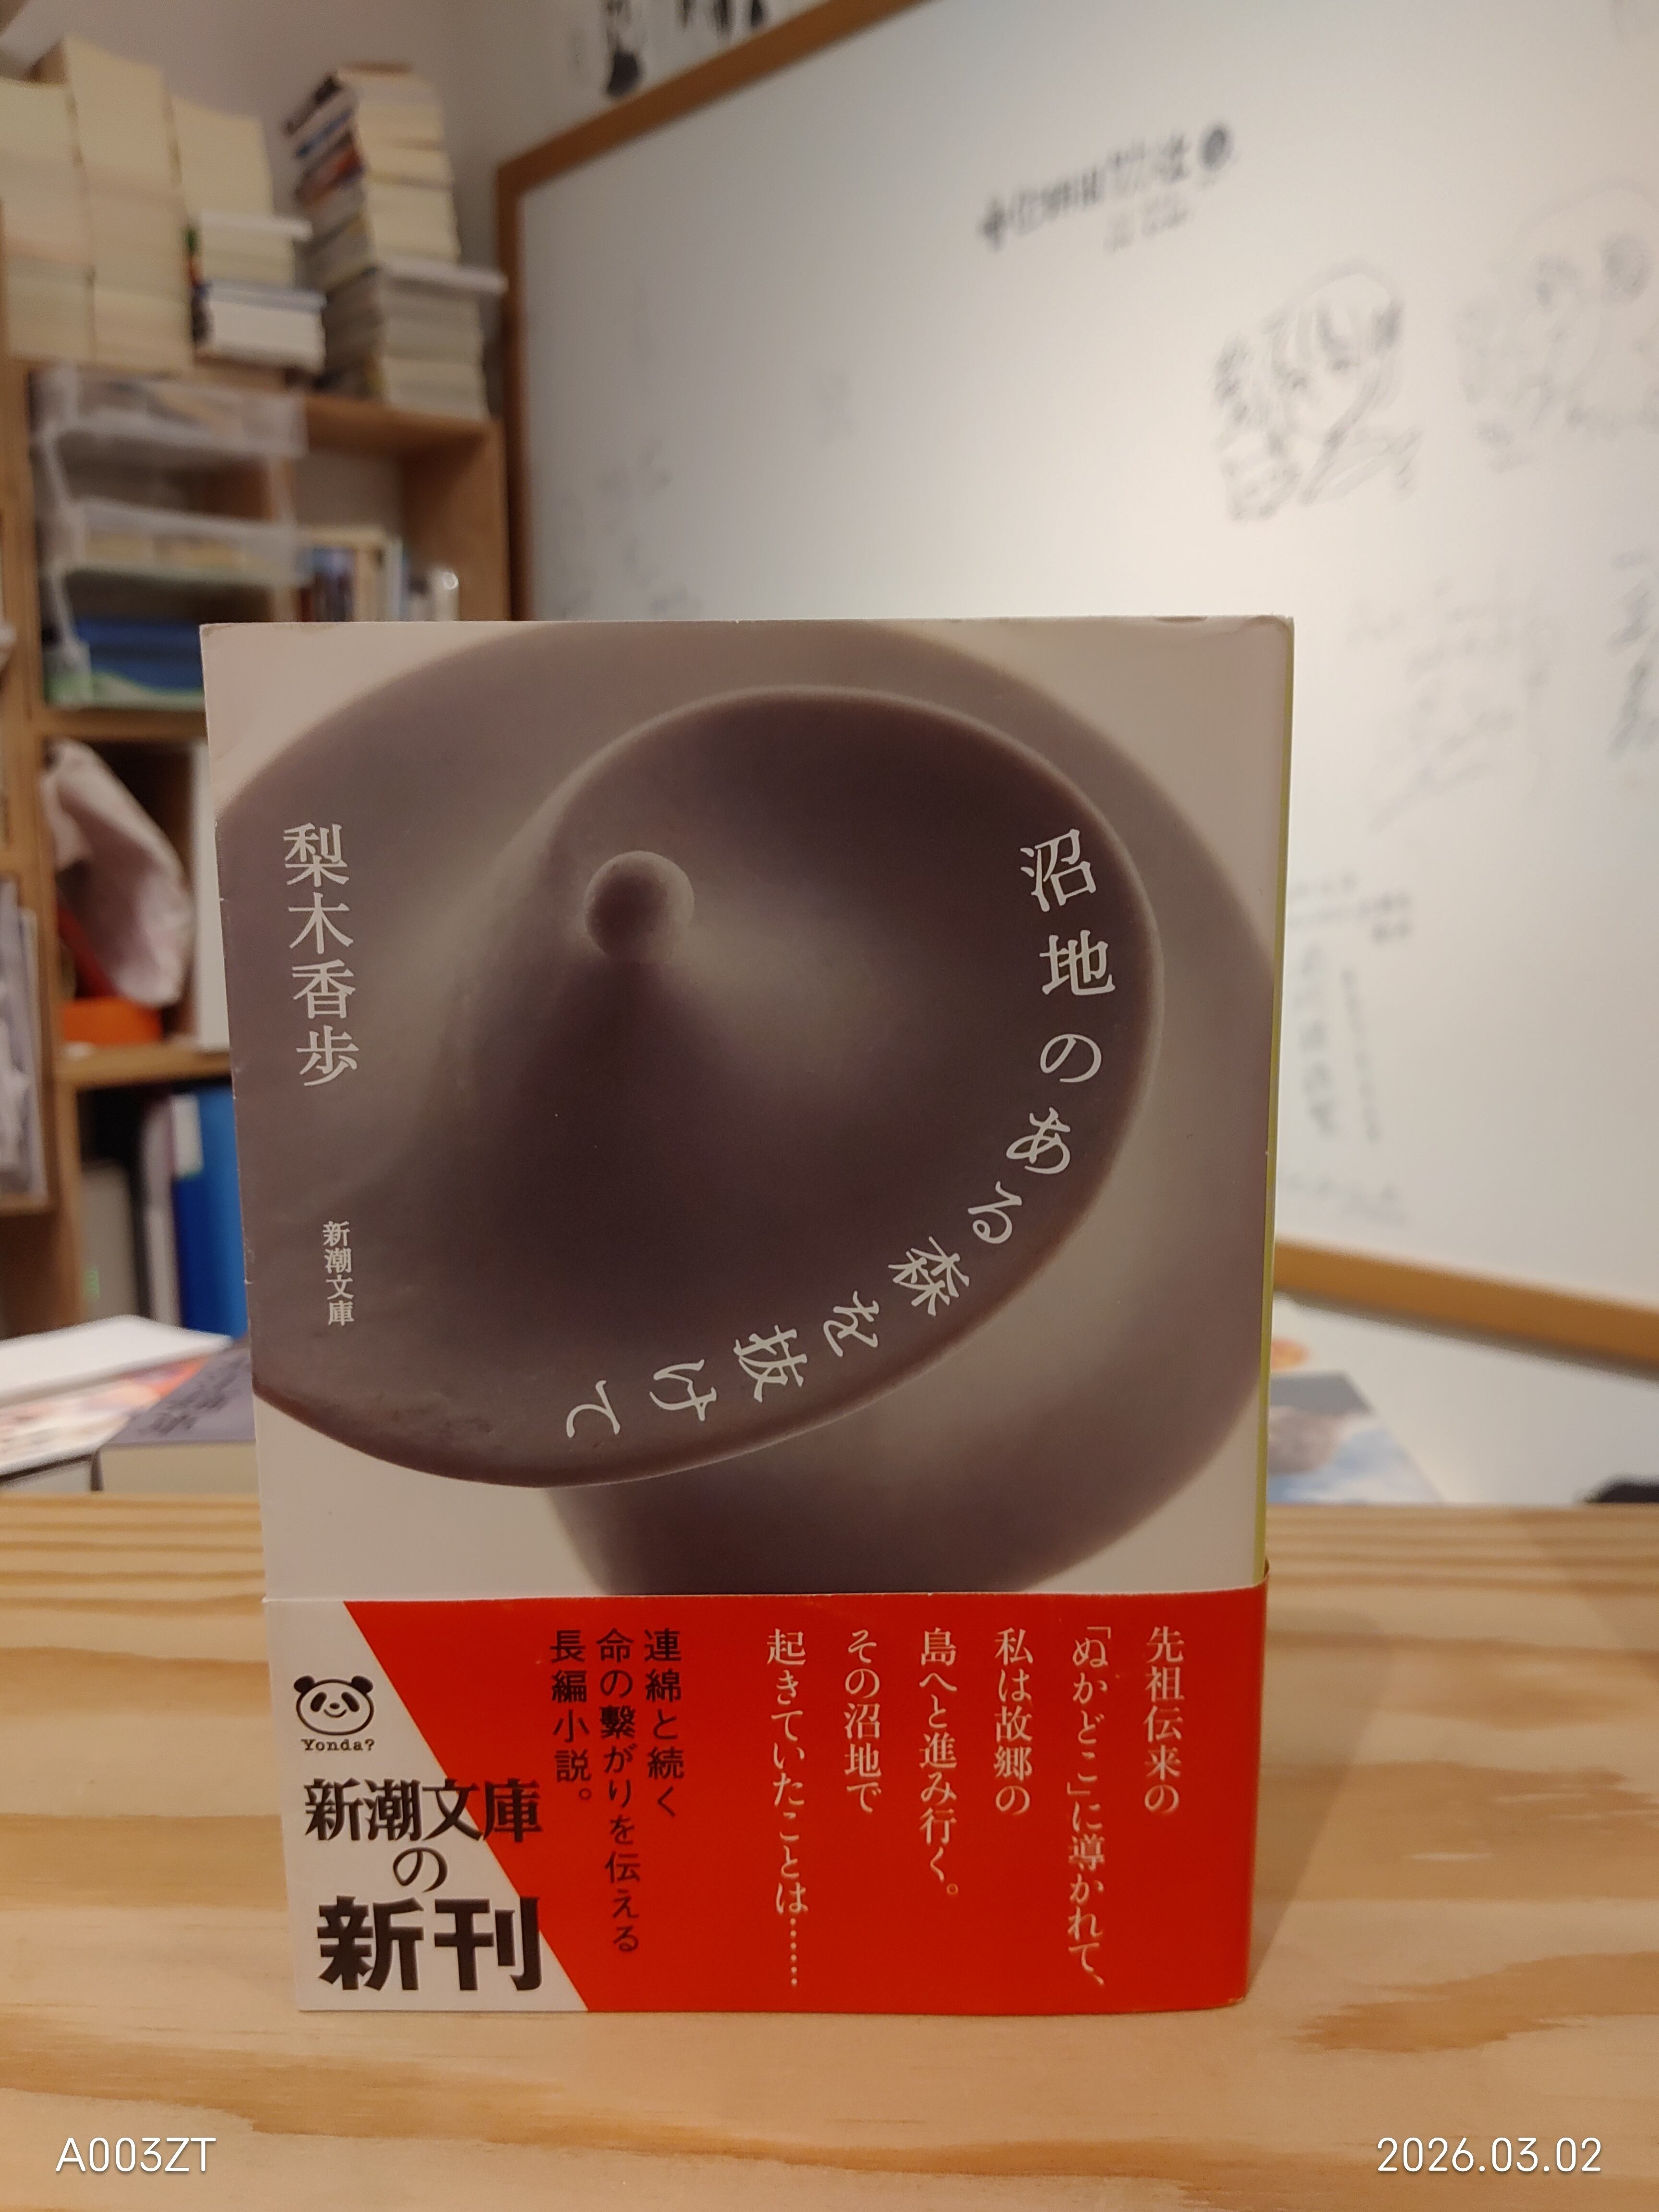 沼地のある森を抜けて
梨木香歩
新潮文庫
先祖伝来の
「ぬかどこ」に導かれて、
私は故郷の
島へと進み行く。
その沼地で
起きていたことは……
連綿と続く
命の繋がりを伝える
長編小説。
Yonda?
新潮文庫
の
新刊
A003ZT
2026.03.02